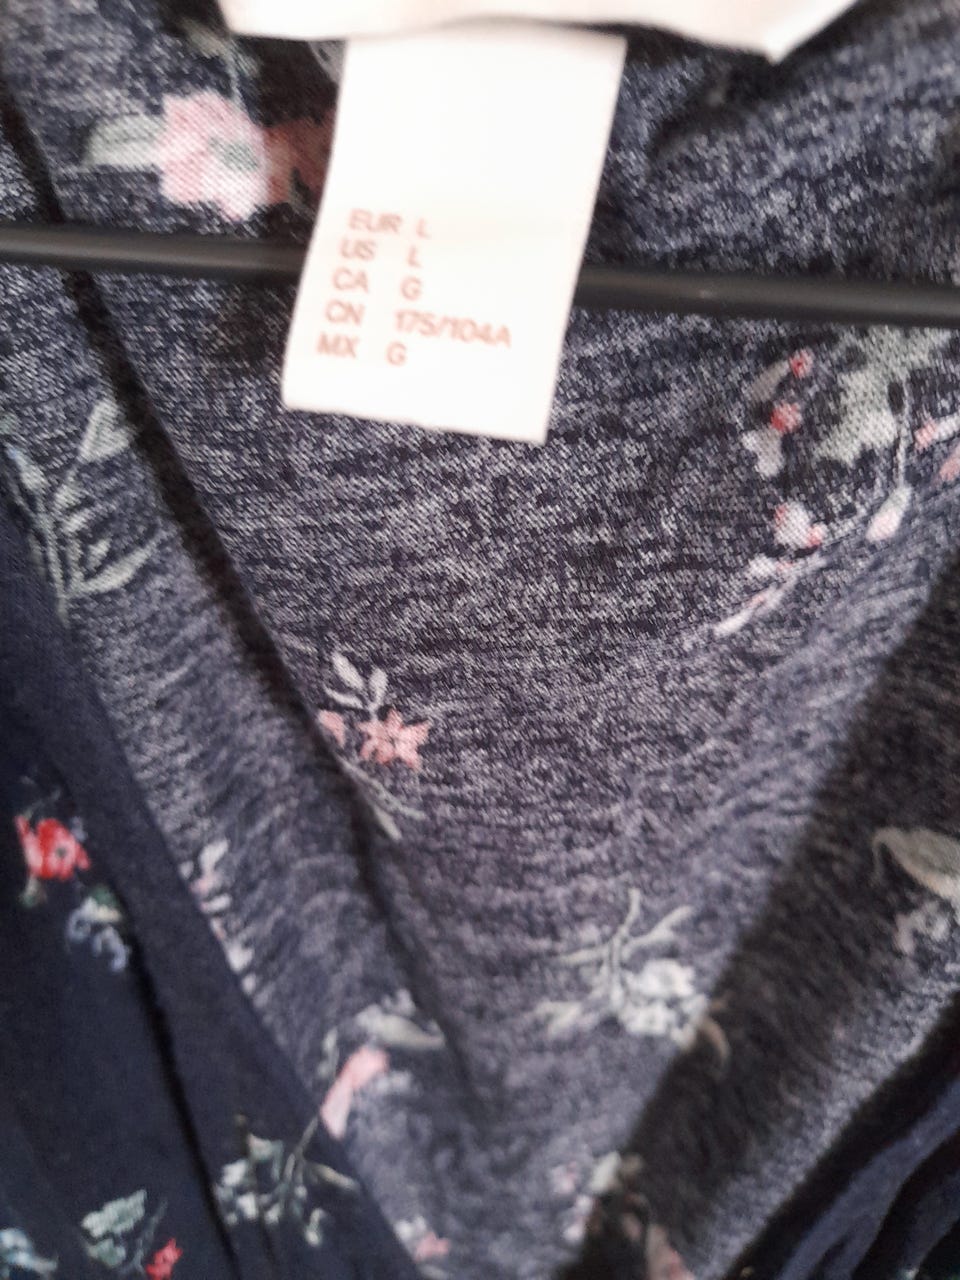 EUR L
US L
CA G
CN 175/104A
MX G